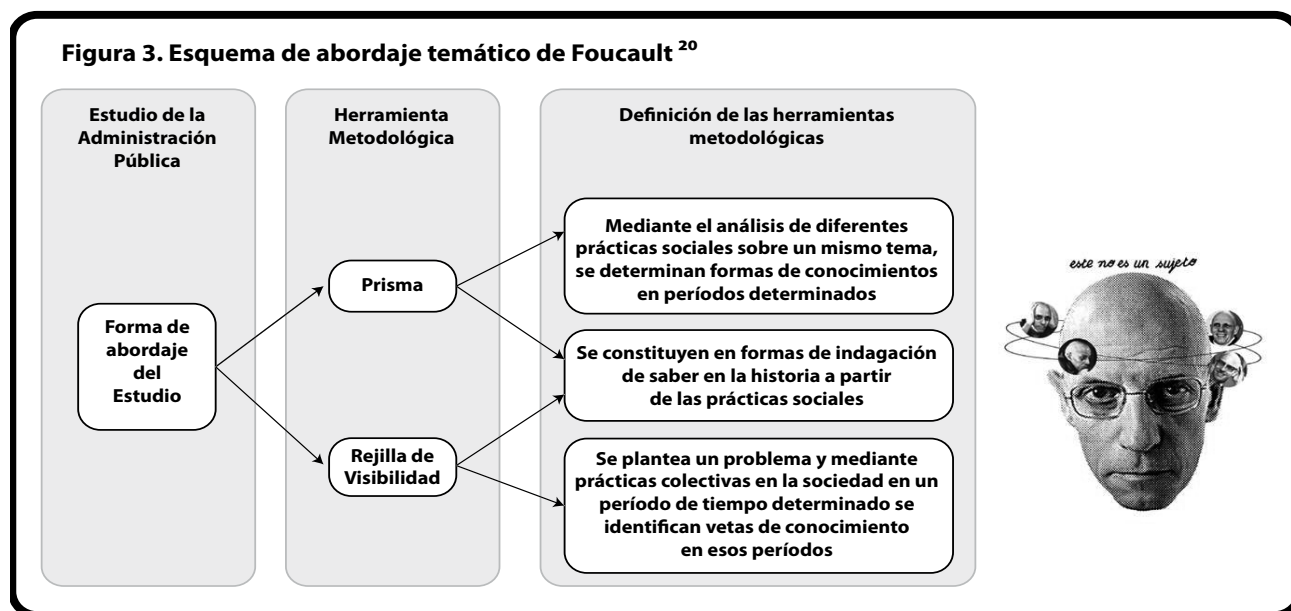 Figura 3. Esquema de abordaje temático de Foucault 20
Estudio de la
Administración
Pública
Herramienta
Metodológica
Definición de las herramientas
metodológicas
Forma de
abordaje
del
Estudio
Prisma
Rejilla de
Visibilidad
Mediante el análisis de diferentes
prácticas sociales sobre un mismo tema,
se determinan formas de conocimientos
en períodos determinados
Se constituyen en formas de indagación
de saber en la historia a partir
de las prácticas sociales
Se plantea un problema y mediante
prácticas colectivas en la sociedad en un
período de tiempo determinado se
identifican vetas de conocimiento
en esos períodos
este no es un sujeto